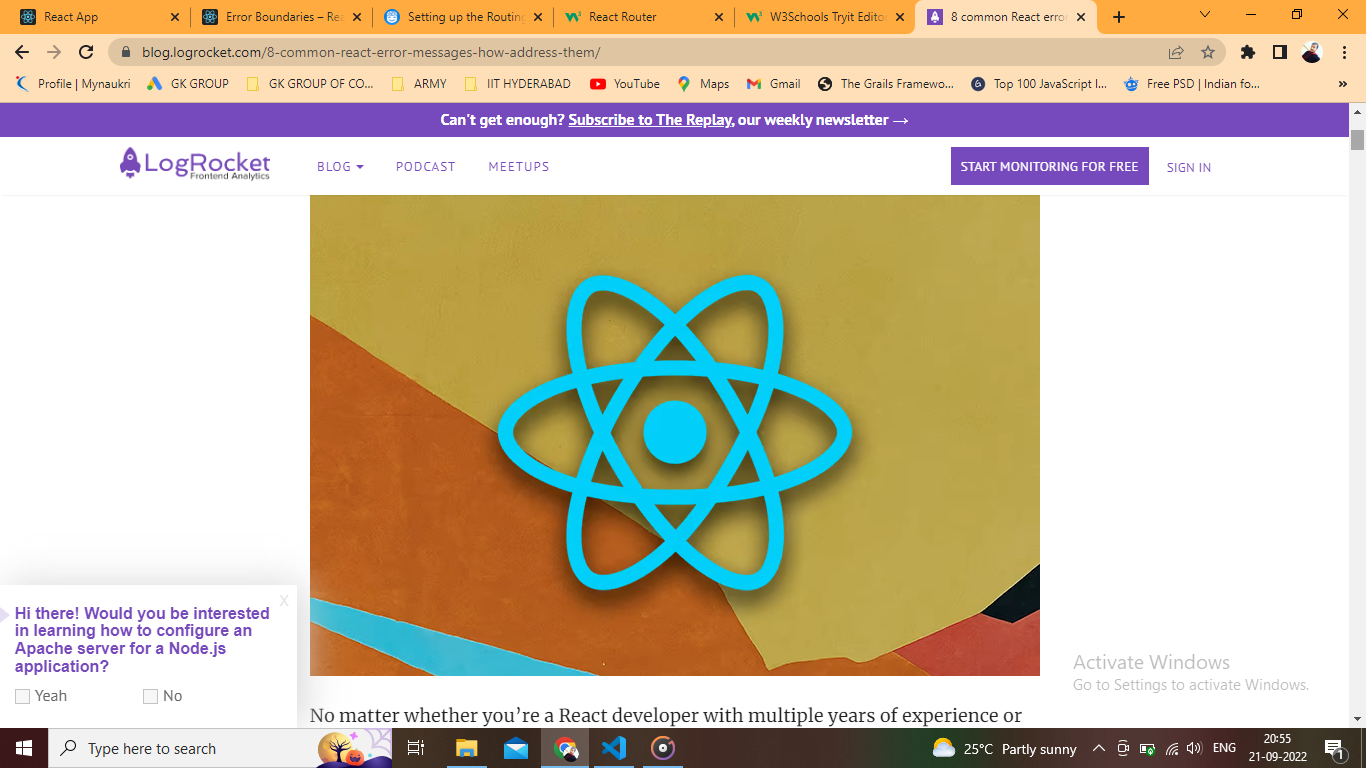 React App
Error Boundaries – Rea
Setting up the Routing
React Router
W3Schools Tryit Edito
8 common React error
blog.logrocket.com/8-common-react-error-messages-how-address-them/
Profile | Mynaukri
GK GROUP
GK GROUP OF CO...
ARMY
IIT HYDERABAD
YouTube
Maps
Gmail
The Grails Framewo...
Top 100 JavaScript I...
Free PSD | Indian fo...
»
Can't get enough? Subscribe to The Replay, our weekly newsletter →
LogRocket
Frontend Analytics
BLOG
PODCAST
MEETUPS
START MONITORING FOR FREE
SIGN IN
X
Hi there! Would you be interested
in learning how to configure an
Apache server for a Node.js
application?
Yeah
No
Activate Windows
Go to Settings to activate Windows.
No matter whether you're a React developer with multiple years of experience or
Type here to search
25°C Partly sunny
ENG
20:55
21-09-2022
1